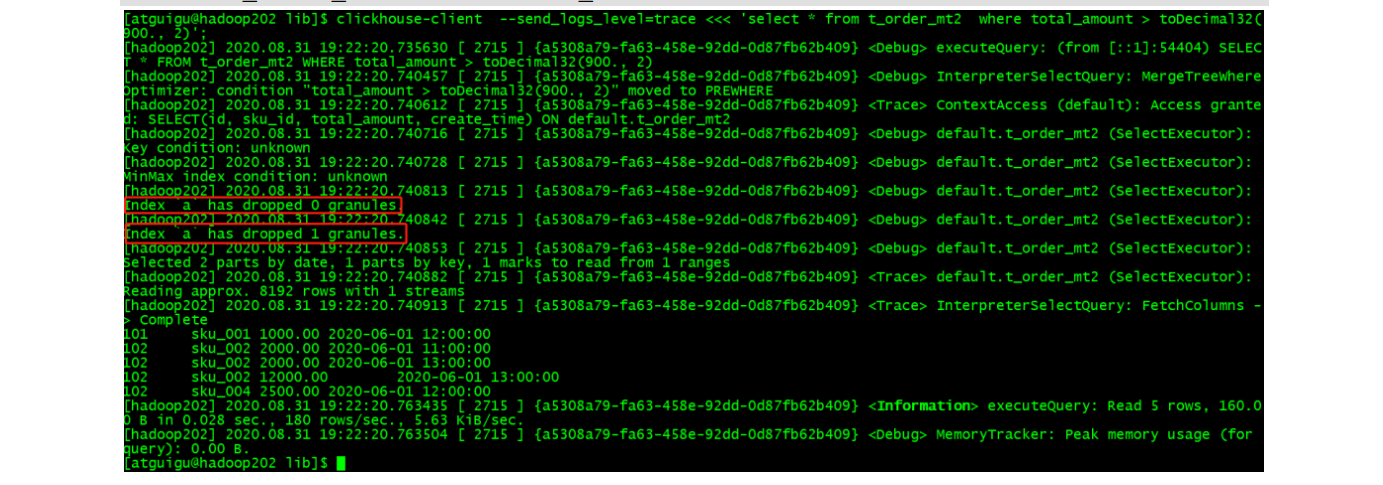 [atguigu@hadoop202 lib]$ clickhouse-client  --send_logs_level=trace <<< 'select * from t_order_mt2  where total_amount > toDecimal32(
900., 2)';
[hadoop202] 2020.08.31 19:22:20.735630 [ 2715 ] {a5308a79-fa63-458e-92dd-0d87fb62b409} <Debug> executeQuery: (from [::1]:54404) SELEC
T * FROM t_order_mt2 WHERE total_amount > toDecimal32(900., 2)
[hadoop202] 2020.08.31 19:22:20.740457 [ 2715 ] {a5308a79-fa63-458e-92dd-0d87fb62b409} <Debug> InterpreterSelectQuery: MergeTreeWhere
Optimizer: condition "total_amount > toDecimal32(900., 2)" moved to PREWHERE
[hadoop202] 2020.08.31 19:22:20.740612 [ 2715 ] {a5308a79-fa63-458e-92dd-0d87fb62b409} <Trace> ContextAccess (default): Access grante
d: SELECT(id, sku_id, total_amount, create_time) ON default.t_order_mt2
[hadoop202] 2020.08.31 19:22:20.740716 [ 2715 ] {a5308a79-fa63-458e-92dd-0d87fb62b409} <Debug> default.t_order_mt2 (SelectExecutor):
Key condition: unknown
[hadoop202] 2020.08.31 19:22:20.740728 [ 2715 ] {a5308a79-fa63-458e-92dd-0d87fb62b409} <Debug> default.t_order_mt2 (SelectExecutor):
MinMax index condition: unknown
[hadoop202] 2020.08.31 19:22:20.740813 [ 2715 ] {a5308a79-fa63-458e-92dd-0d87fb62b409} <Debug> default.t_order_mt2 (SelectExecutor):
Index `a` has dropped 0 granules.
[hadoop202] 2020.08.31 19:22:20.740842 [ 2715 ] {a5308a79-fa63-458e-92dd-0d87fb62b409} <Debug> default.t_order_mt2 (SelectExecutor):
Index `a` has dropped 1 granules.
[hadoop202] 2020.08.31 19:22:20.740853 [ 2715 ] {a5308a79-fa63-458e-92dd-0d87fb62b409} <Debug> default.t_order_mt2 (SelectExecutor):
Selected 2 parts by date, 1 parts by key, 1 marks to read from 1 ranges
[hadoop202] 2020.08.31 19:22:20.740882 [ 2715 ] {a5308a79-fa63-458e-92dd-0d87fb62b409} <Trace> default.t_order_mt2 (SelectExecutor):
Reading approx. 8192 rows with 1 streams
[hadoop202] 2020.08.31 19:22:20.740913 [ 2715 ] {a5308a79-fa63-458e-92dd-0d87fb62b409} <Trace> InterpreterSelectQuery: FetchColumns -
> Complete
101     sku_001 1000.00 2020-06-01 12:00:00
102     sku_002 2000.00 2020-06-01 11:00:00
102     sku_002 2000.00 2020-06-01 13:00:00
102     sku_002 12000.00        2020-06-01 13:00:00
102     sku_004 2500.00 2020-06-01 12:00:00
[hadoop202] 2020.08.31 19:22:20.763435 [ 2715 ] {a5308a79-fa63-458e-92dd-0d87fb62b409} <Information> executeQuery: Read 5 rows, 160.0
0 B in 0.028 sec., 180 rows/sec., 5.63 KiB/sec.
[hadoop202] 2020.08.31 19:22:20.763504 [ 2715 ] {a5308a79-fa63-458e-92dd-0d87fb62b409} <Debug> MemoryTracker: Peak memory usage (for
query): 0.00 B.
[atguigu@hadoop202 lib]$